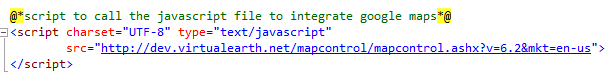 @*script to call the javascript file to integrate google maps*@
<script charset="UTF-8" type="text/javascript"
src="http://dev.virtualearth.net/mapcontrol/mapcontrol.ashx?v=6.2&mkt=en-us">
</script>